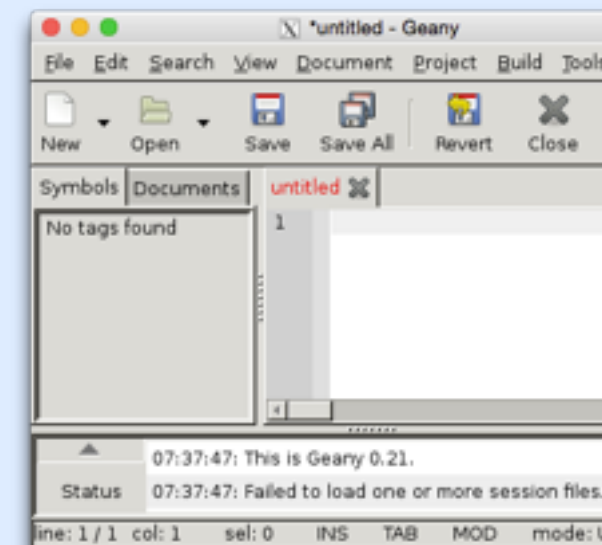 *untitled - Geany
File Edit Search View Document Project Build Tools
New Open Save Save All Revert Close
Symbols Documents untitled
No tags found 1
07:37:47: This is Geany 0.21.
Status 07:37:47: Failed to load one or more session files.
line: 1 / 1 col: 1 sel: 0 INS TAB MOD mode: